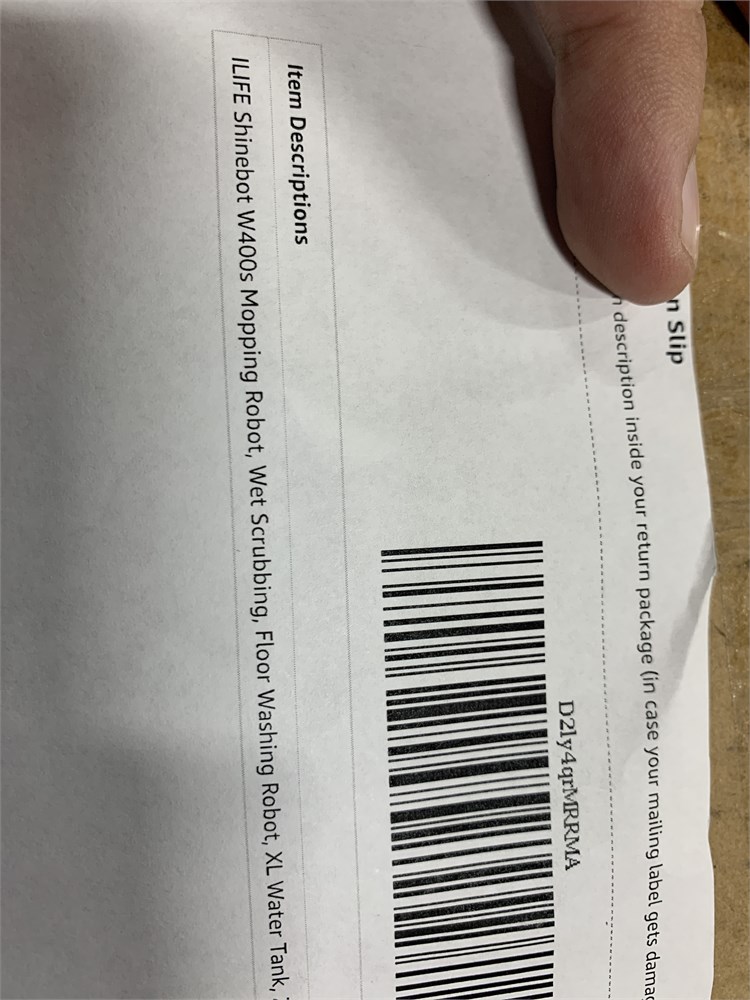 n Slip
n description inside your return package (in case your mailing label gets dama
D2ly4qrMRRMA
Item Descriptions
ILIFE Shinebot W400s Mopping Robot, Wet Scrubbing, Floor Washing Robot, XL Water Tank,